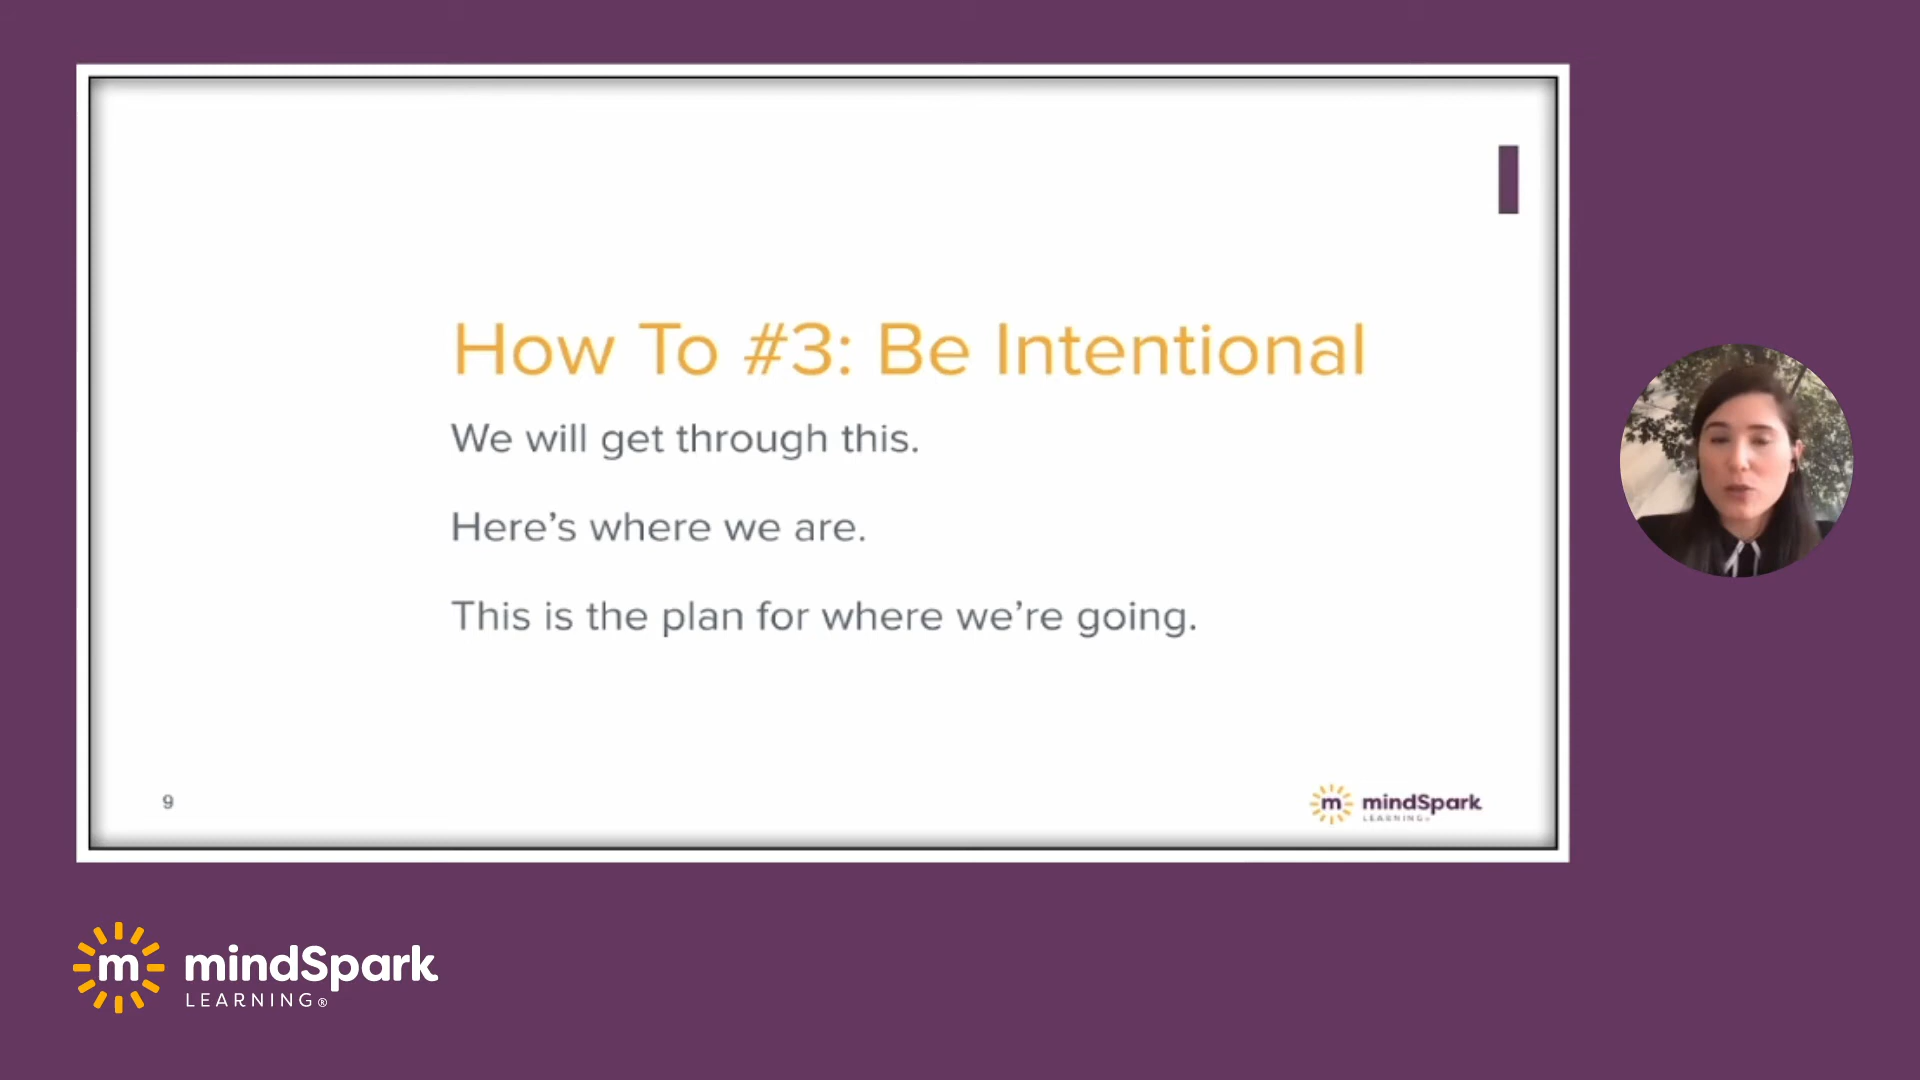 How To #3: Be Intentional
We will get through this.
Here’s where we are.
This is the plan for where we’re going.
9
m mindSpark
LEARNING®
m mindSpark
LEARNING®